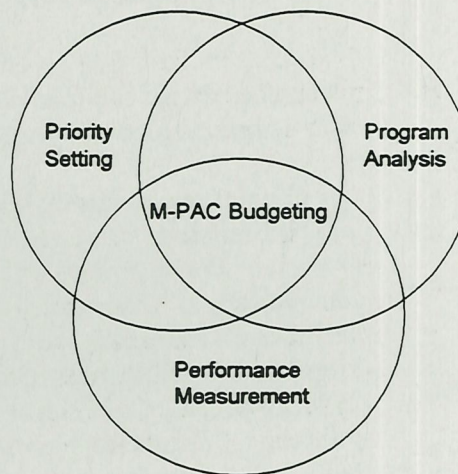 Priority
Setting
Program
Analysis
M-PAC Budgeting
Performance
Measurement